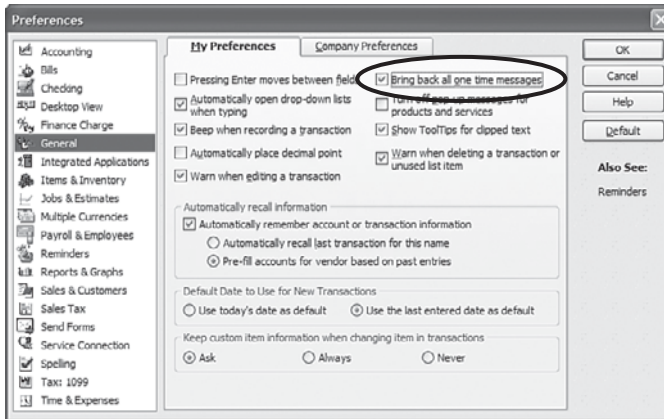 Preferences
Accounting
Bills
Checking
Desktop View
Finance Charge
General
Integrated Applications
Items & Inventory
Jobs & Estimates
Multiple Currencies
Payroll & Employees
Reminders
Reports & Graphs
Sales & Customers
Sales Tax
Send Forms
Service Connection
Spelling
Tax: 1099
Time & Expenses
My Preferences
Company Preferences
Pressing Enter moves between fields
Automatically open drop-down lists
when typing
Beep when recording a transaction
Automatically place decimal point
Warn when editing a transaction
Bring back all one time messages
Turn off pop-up messages for
products and services
Show ToolTips for clipped text
Warn when deleting a transaction or
unused list item
Automatically recall information
Automatically remember account or transaction information
Automatically recall last transaction for this name
Pre-fill accounts for vendor based on past entries
Default Date to Use for New Transactions
Use today's date as default
Use the last entered date as default
Keep custom item information when changing item in transactions
Ask
Always
Never
OK
Cancel
Help
Default
Also See:
Reminders